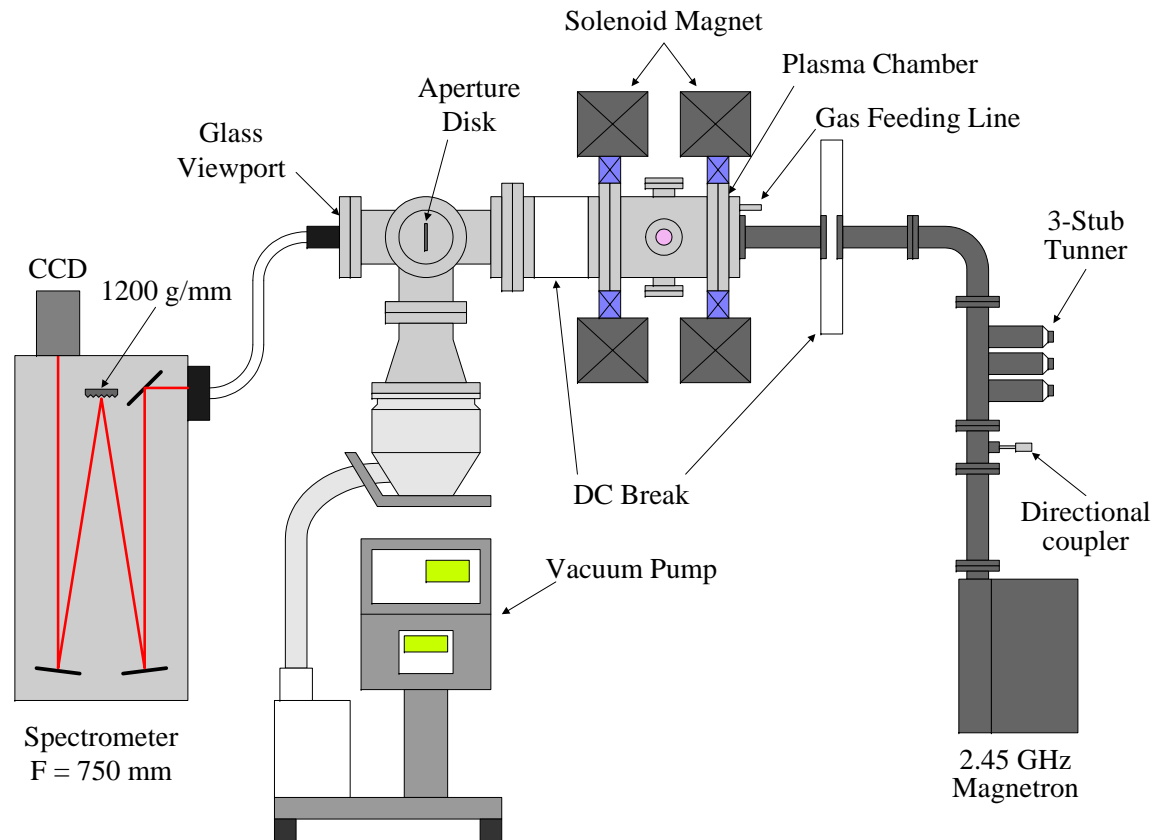 Solenoid Magnet
Plasma Chamber
Aperture
Disk
Gas Feeding Line
Glass
Viewport
3-Stub
Tunner
CCD
1200 g/mm
DC Break
Directional
coupler
Vacuum Pump
Spectrometer
F = 750 mm
2.45 GHz
Magnetron